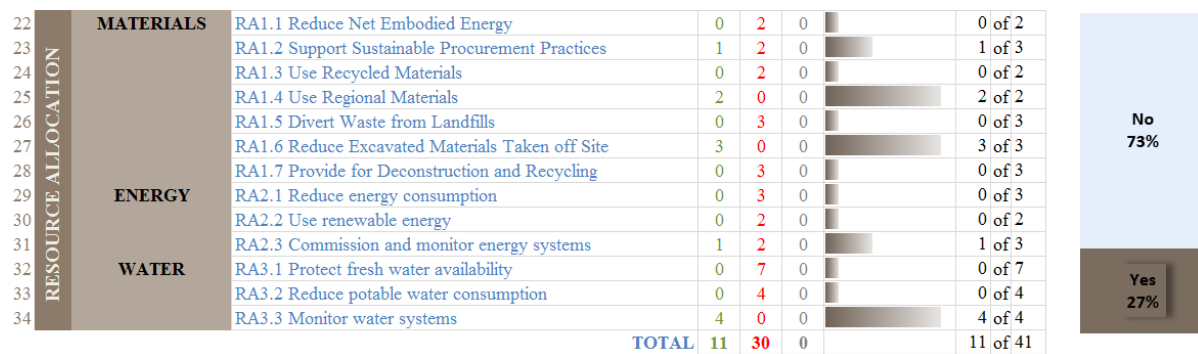 22 MATERIALS RA1.1 Reduce Net Embodied Energy 0 2 0 0 of 2
23 RA1.2 Support Sustainable Procurement Practices 1 2 0 1 of 3
24 RA1.3 Use Recycled Materials 0 2 0 0 of 2
25 RA1.4 Use Regional Materials 2 0 0 2 of 2
26 RA1.5 Divert Waste from Landfills 0 3 0 0 of 3
27 RA1.6 Reduce Excavated Materials Taken off Site 3 0 0 3 of 3
28 RA1.7 Provide for Deconstruction and Recycling 0 3 0 0 of 3
29 ENERGY RA2.1 Reduce energy consumption 0 3 0 0 of 3
30 RA2.2 Use renewable energy 0 2 0 0 of 2
31 RA2.3 Commission and monitor energy systems 1 2 0 1 of 3
32 WATER RA3.1 Protect fresh water availability 0 7 0 0 of 7
33 RA3.2 Reduce potable water consumption 0 4 0 0 of 4
34 RA3.3 Monitor water systems 4 0 0 4 of 4
TOTAL 11 30 0 11 of 41
RESOURCE ALLOCATION
No
73%
Yes
27%